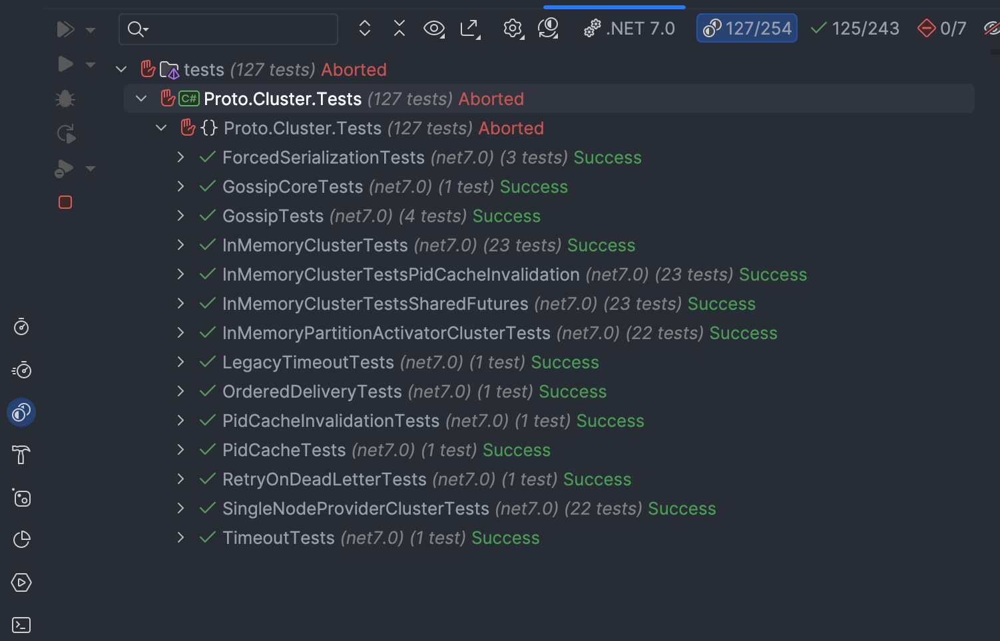 .NET 7.0 127/254 125/243 0/7
tests (127 tests) Aborted
C# Proto.Cluster.Tests (127 tests) Aborted
{} Proto.Cluster.Tests (127 tests) Aborted
ForcedSerializationTests (net7.0) (3 tests) Success
GossipCoreTests (net7.0) (1 test) Success
GossipTests (net7.0) (4 tests) Success
InMemoryClusterTests (net7.0) (23 tests) Success
InMemoryClusterTestsPidCacheInvalidation (net7.0) (23 tests) Success
InMemoryClusterTestsSharedFutures (net7.0) (23 tests) Success
InMemoryPartitionActivatorClusterTests (net7.0) (22 tests) Success
LegacyTimeoutTests (net7.0) (1 test) Success
OrderedDeliveryTests (net7.0) (1 test) Success
PidCacheInvalidationTests (net7.0) (1 test) Success
PidCacheTests (net7.0) (1 test) Success
RetryOnDeadLetterTests (net7.0) (1 test) Success
SingleNodeProviderClusterTests (net7.0) (22 tests) Success
TimeoutTests (net7.0) (1 test) Success